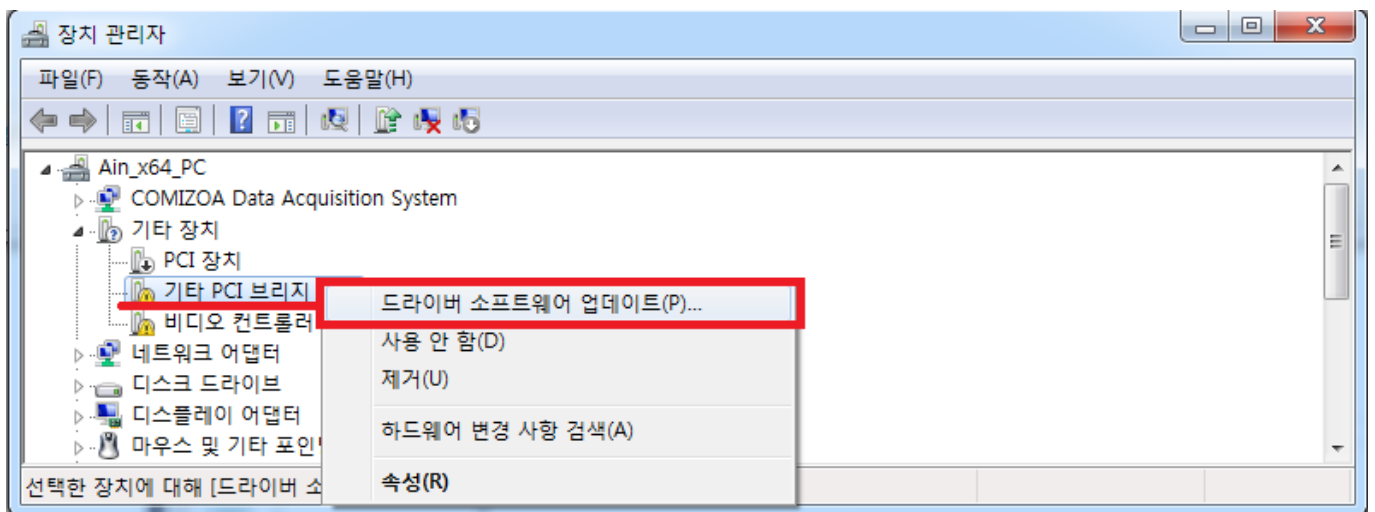 장치 관리자
파일(F) 동작(A) 보기(V) 도움말(H)
Ain_x64_PC
COMIZOA Data Acquisition System
기타 장치
PCI 장치
기타 PCI 브리지
드라이버 소프트웨어 업데이트(P)...
비디오 컨트롤러
사용 안 함(D)
네트워크 어댑터
제거(U)
디스크 드라이브
디스플레이 어댑터
하드웨어 변경 사항 검색(A)
마우스 및 기타 포인
선택한 장치에 대해 [드라이버 소
속성(R)